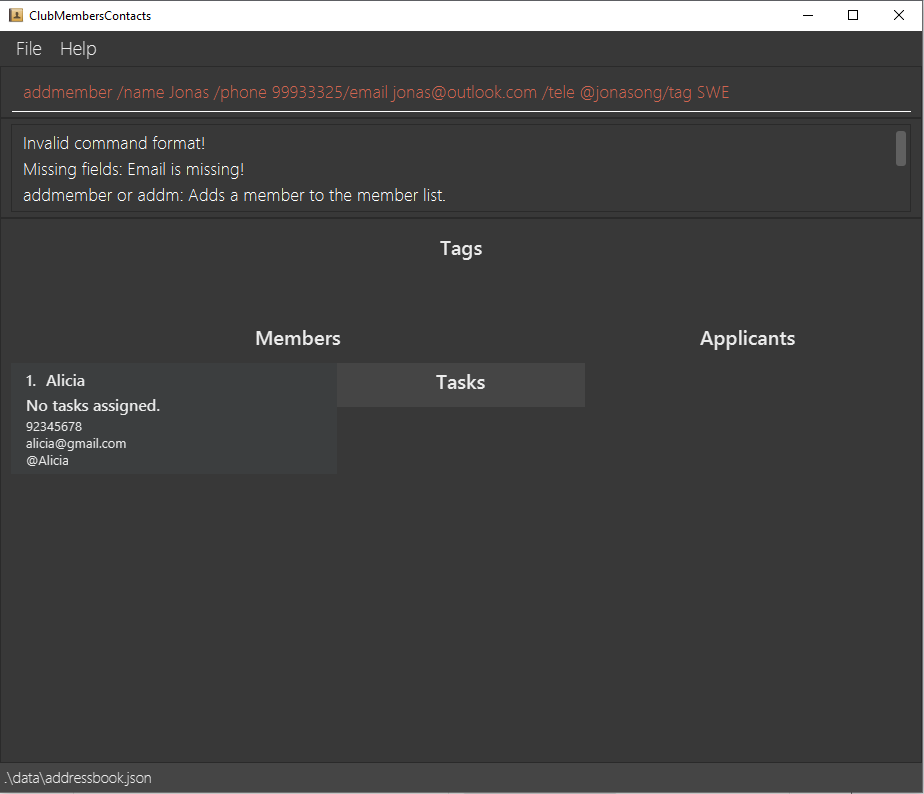 ClubMembersContacts
File Help
addmember /name Jonas /phone 99933325/email jonas@outlook.com /tele @jonasong/tag SWE
Invalid command format!
Missing fields: Email is missing!
addmember or addm: Adds a member to the member list.
Tags
Members
Applicants
1. Alicia
No tasks assigned.
92345678
alicia@gmail.com
@Alicia
Tasks
.\data\addressbook.json